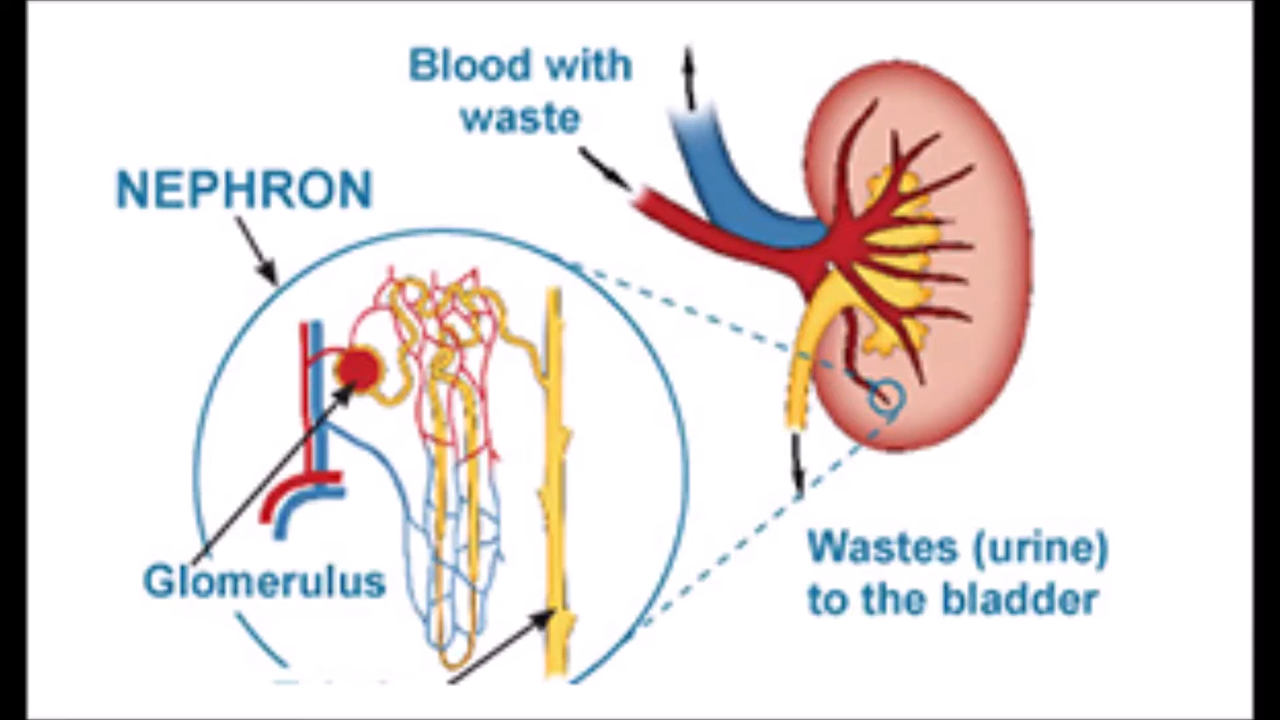 Blood with
waste
NEPHRON
Glomerulus
Wastes (urine)
to the bladder